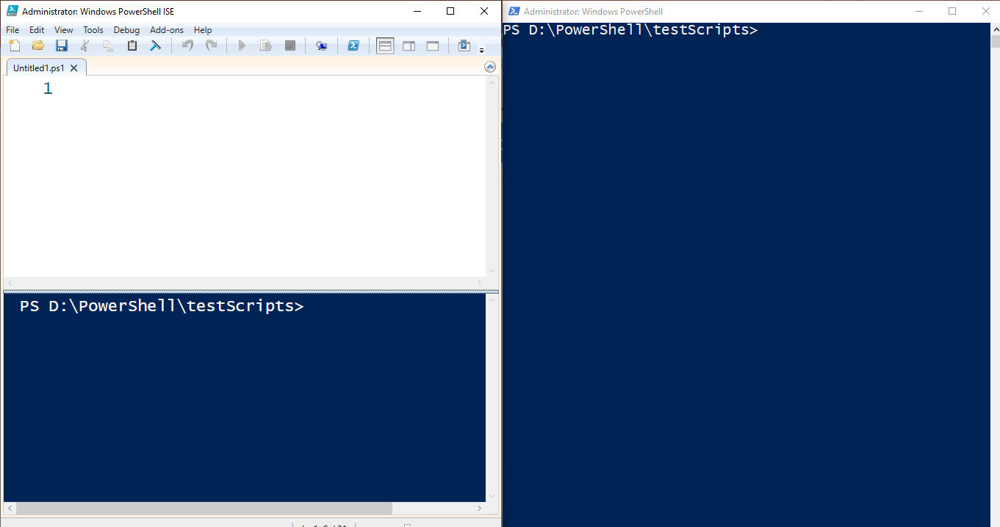 Administrator: Windows PowerShell ISE
File Edit View Tools Debug Add-ons Help
Untitled1.ps1
1
PS D:\PowerShell\testScripts>
Administrator: Windows PowerShell
PS D:\PowerShell\testScripts>